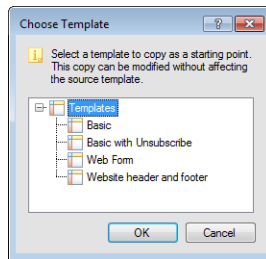 Choose Template
Select a template to copy as a starting point.
This copy can be modified without affecting
the source template.
Templates
Basic
Basic with Unsubscribe
Web Form
Website header and footer
OK Cancel